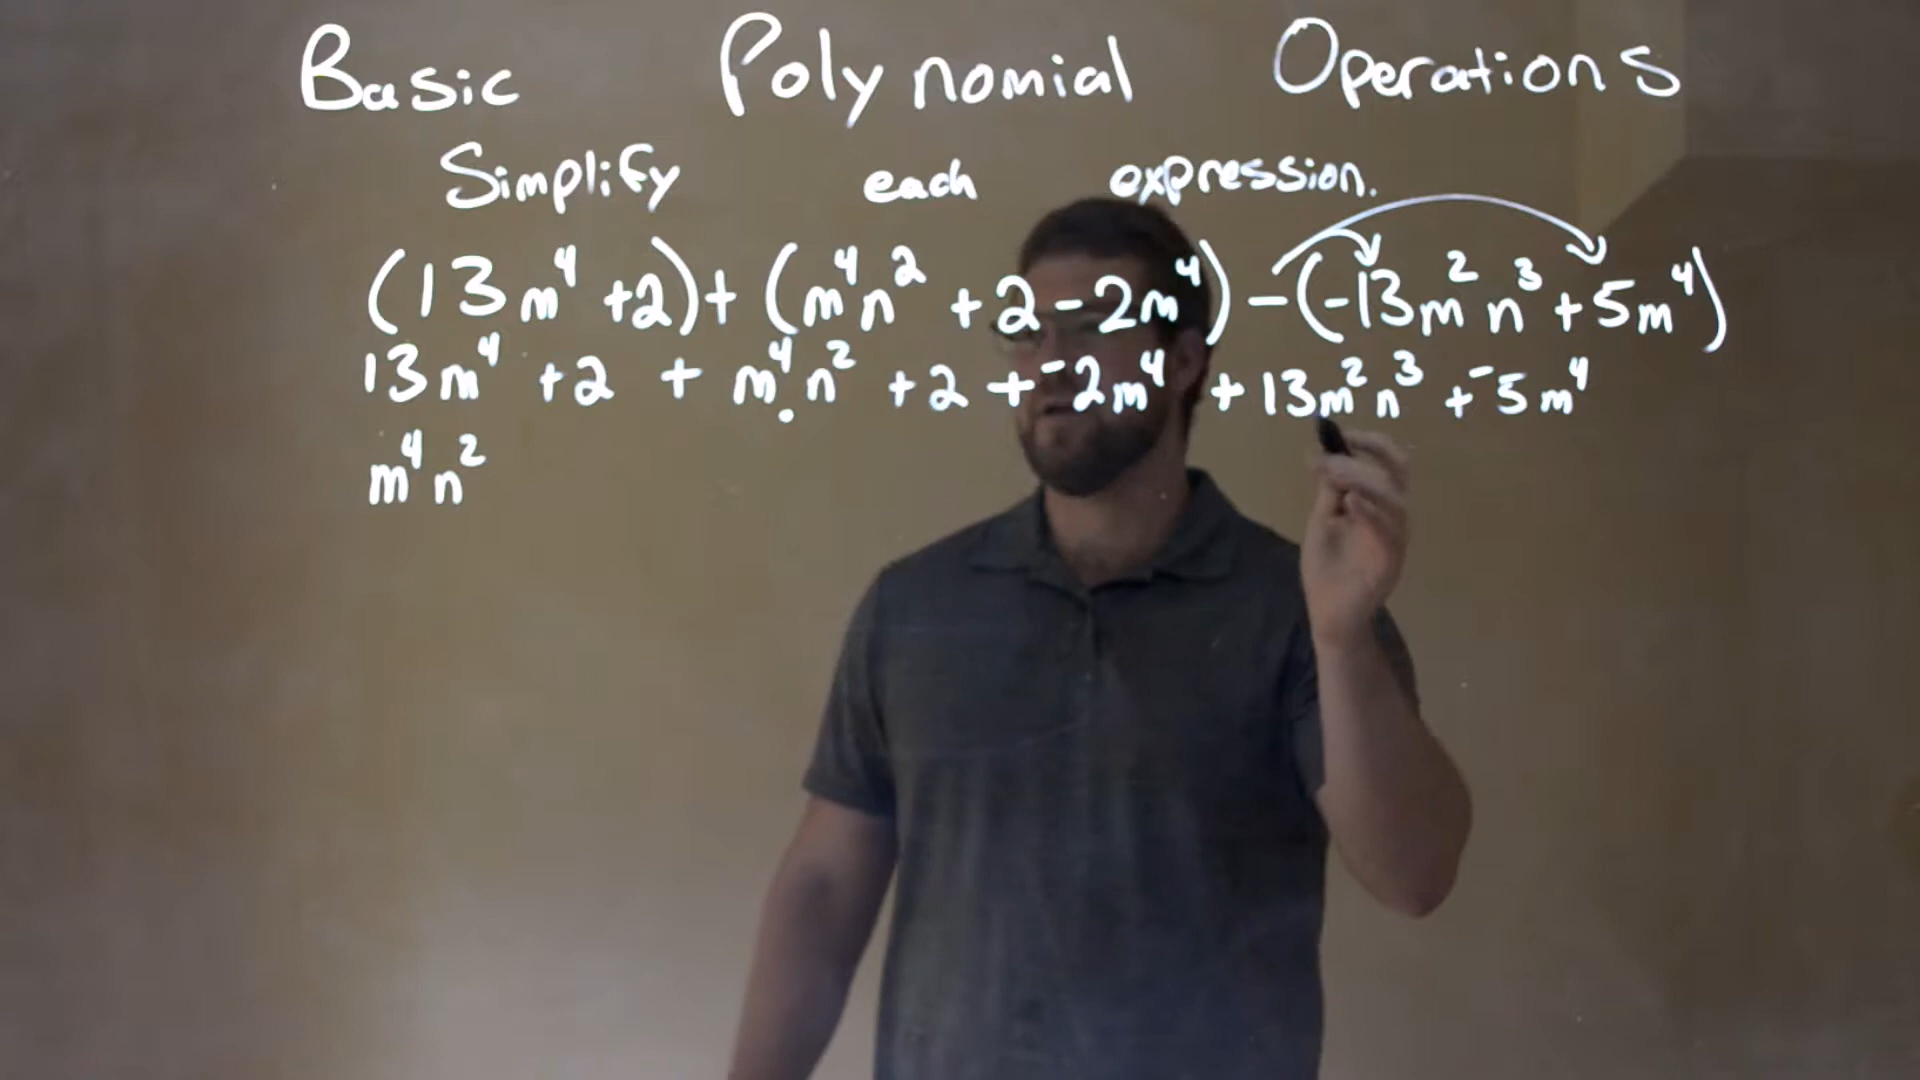 Basic Polynomial Operations
Simplify each expression.
(13m⁴ +2)+ (m⁴n² +2-2m⁴) -(-13m²n³+5m⁴)
13m⁴ +2 + m⁴n² +2 +⁻2m⁴ +13m²n³ +⁻5m⁴
m⁴n²